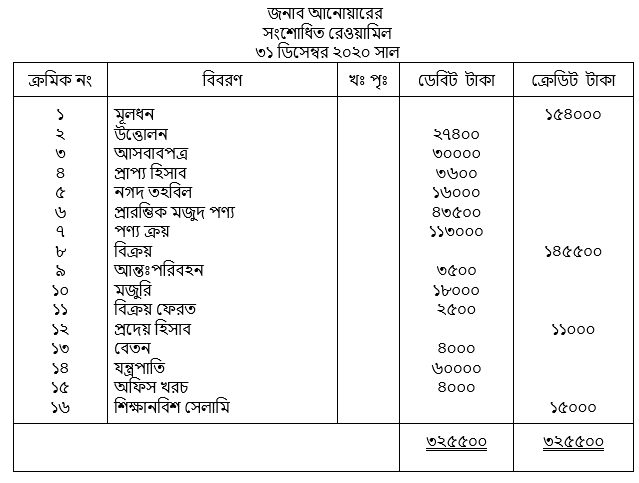 জনাব আনোয়ারের
সংশোধিত রেওয়ামিল
৩১ ডিসেম্বর ২০২০ সাল
ক্রমিক নং বিবরণ খঃ পৃঃ ডেবিট টাকা ক্রেডিট টাকা
১ মূলধন ১৫৪০০০
২ উত্তোলন ২৭৪০০
৩ আসবাবপত্র ৩০০০০
৪ প্রাপ্য হিসাব ৩৬০০
৫ নগদ তহবিল ১৬০০০
৬ প্রারম্ভিক মজুদ পণ্য ৪৩৫০০
৭ পণ্য ক্রয় ১১৩০০০
৮ বিক্রয় ১৪৫৫০০
৯ আন্তঃপরিবহন ৩৫০০
১০ মজুরি ১৮০০০
১১ বিক্রয় ফেরত ২৫০০
১২ প্রদেয় হিসাব ১১০০০
১৩ বেতন ৪০০০
১৪ যন্ত্রপাতি ৬০০০০
১৫ অফিস খরচ ৪০০০
১৬ শিক্ষানবিশ সেলামি ১৫০০০
৩২৫৫০০ ৩২৫৫০০